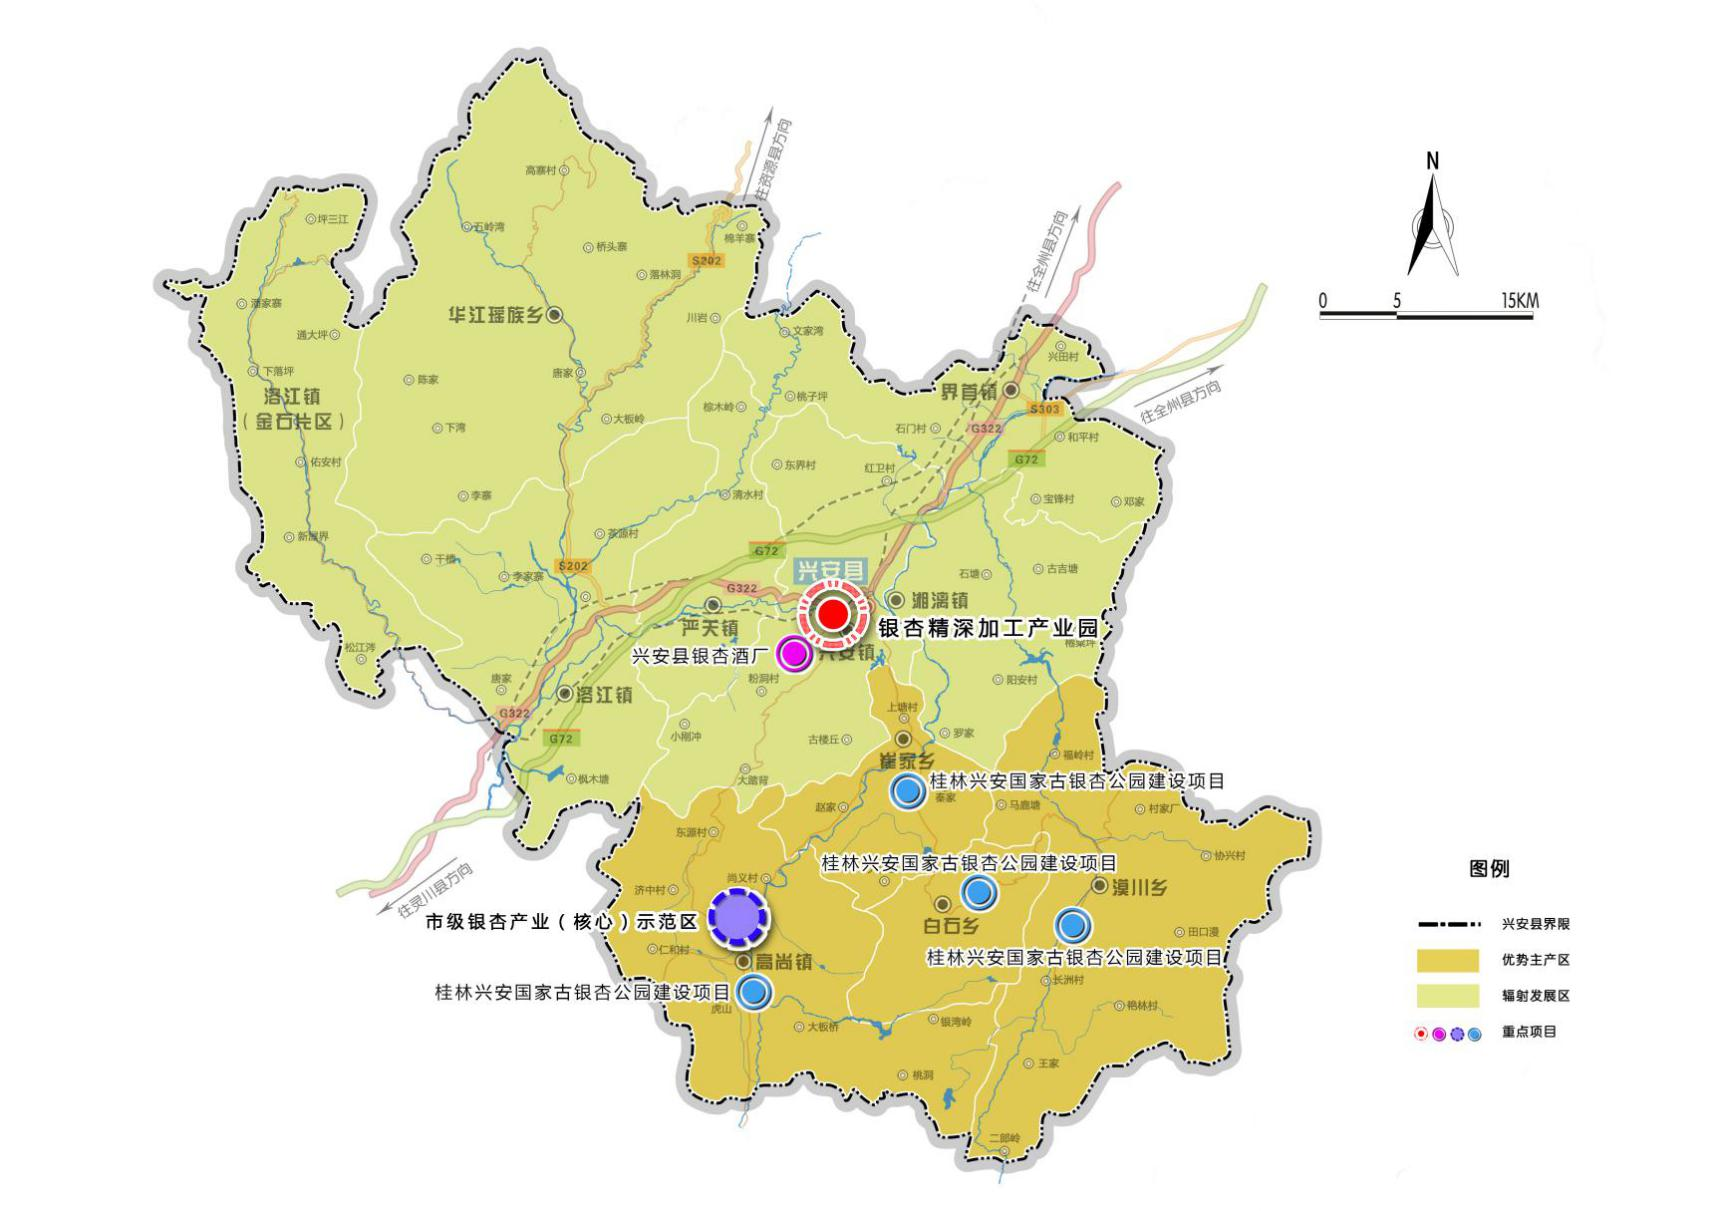 往资源县方向
N
高寨村
坪三江
五岭湾
棉羊寨
桥头寨
往全州县方向
S202
落林洞
潘家寨
0 5 15KM
华江瑶族乡
川岩
文家湾
通大坪
兴田村
下落坪
唐家
陈家
往全州县方向
界首镇
洛江镇
(金石片区)
桃子坪
棕木岭
S303
大板岭
下湾
石门村
G322
和平村
佑安村
东界村
红卫村
G72
李寨
清水村
宝锋村
邓家
新屋界
茶源村
G72
干槽
S202
李家寨
兴安县
石塘
古吉塘
G322
湘漓镇
严关镇
银杏精深加工产业园
松江涔
兴安县银杏酒厂
兴安镇
唐家
粉洞村
阳安村
洛江镇
上塘村
G322
小刚冲
古楼丘
罗家
G72
崔家乡
福岭村
枫木塘
大踏背
桂林兴安国家古银杏公园建设项目
赵家
秦家
马鹿塘
村家厂
东源村
桂林兴安国家古银杏公园建设项目
协兴村
图例
往灵川县方向
济中村
尚义村
漠川乡
市级银杏产业(核心)示范区
白石乡
兴安县界限
田口漫
仁和村
高尚镇
桂林兴安国家古银杏公园建设项目
优势主产区
桂林兴安国家古银杏公园建设项目
长洲村
辐射发展区
虎山
大板桥
银湾岭
艳林村
重点项目
王家
桃洞
二郎岭